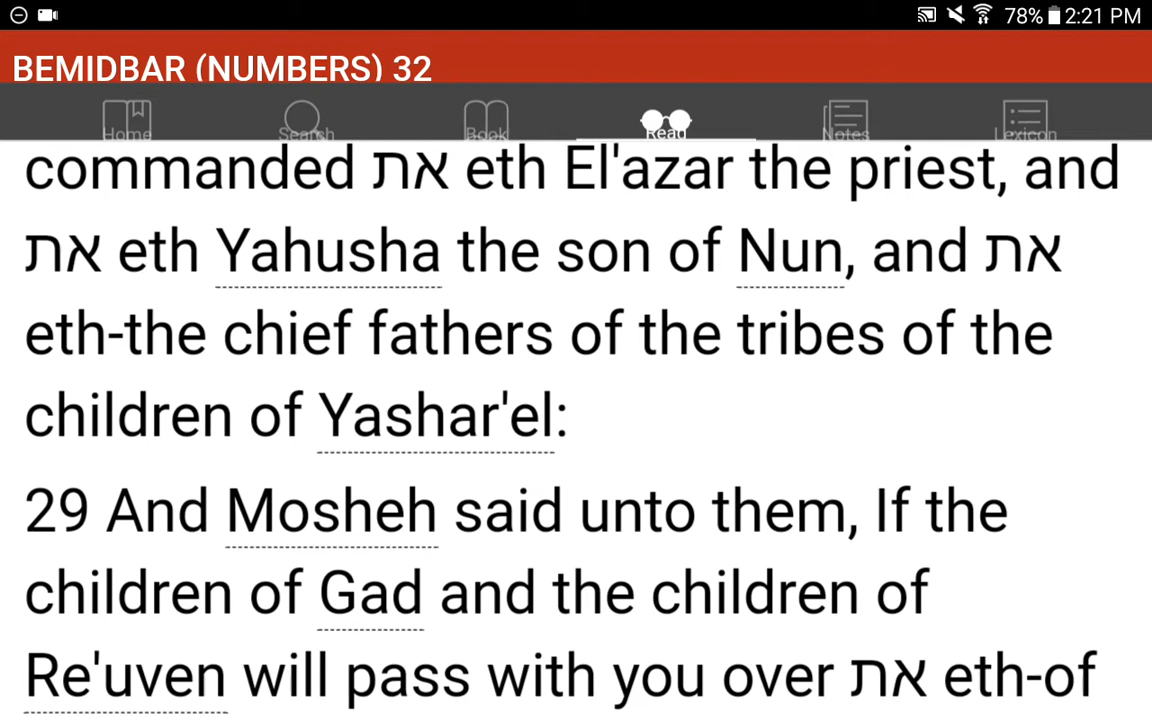 78% 2:21 PM
BEMIDBAR (NUMBERS) 32
Home Search Book Read Notes Lexicon
commanded את eth El'azar the priest, and
את eth Yahusha the son of Nun, and את
eth-the chief fathers of the tribes of the
children of Yashar'el:
29 And Mosheh said unto them, If the
children of Gad and the children of
Re'uven will pass with you over את eth-of